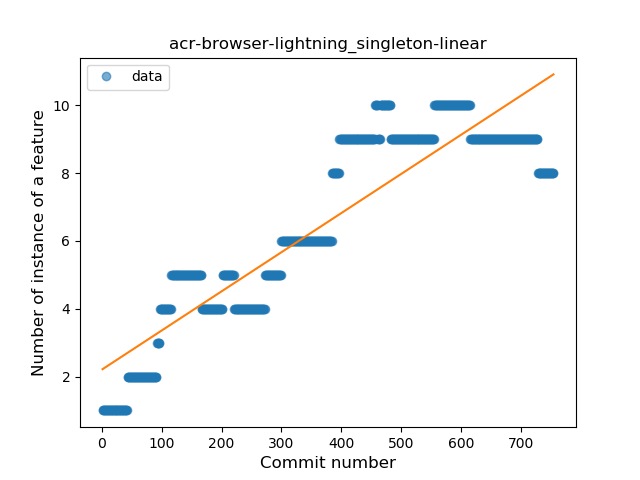 acr-browser-lightning_singleton-linear
data
Number of instance of a feature
10
8
6
4
2
0 100 200 300 400 500 600 700
Commit number